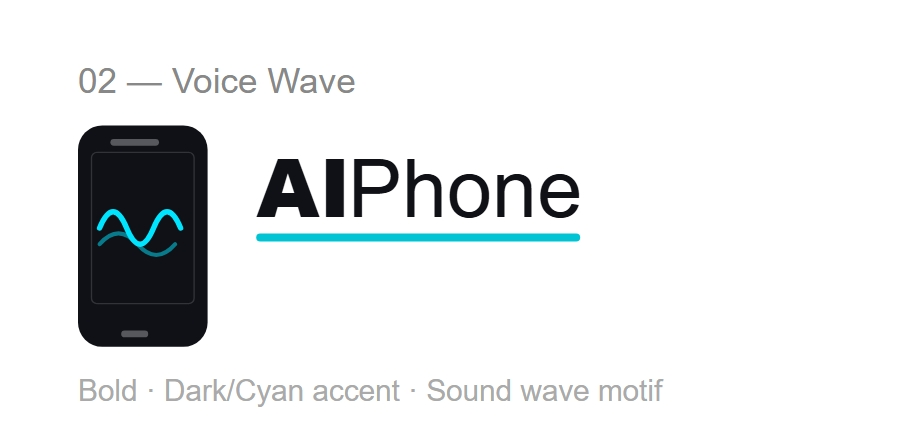 02 — Voice Wave
AIPhone
Bold · Dark/Cyan accent · Sound wave motif